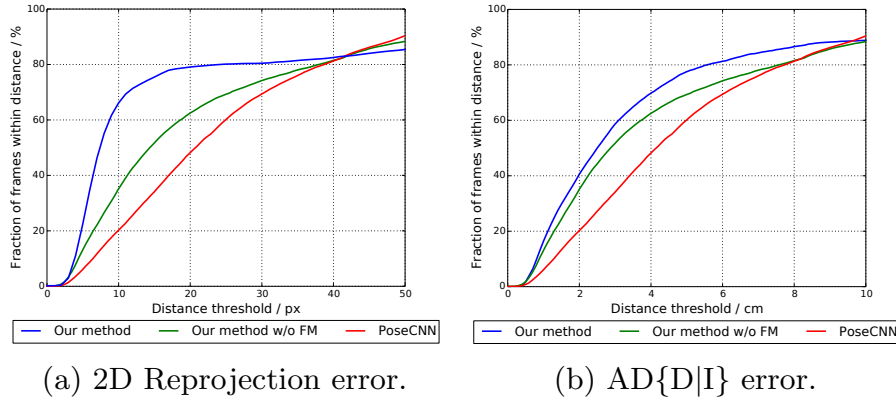 Fraction of frames within distance / %
100
80
60
40
20
0
0 10 20 30 40 50
Distance threshold / px
Our method Our method w/o FM PoseCNN
(a) 2D Reprojection error.
Fraction of frames within distance / %
100
80
60
40
20
0
0 2 4 6 8 10
Distance threshold / cm
Our method Our method w/o FM PoseCNN
(b) AD{D|I} error.